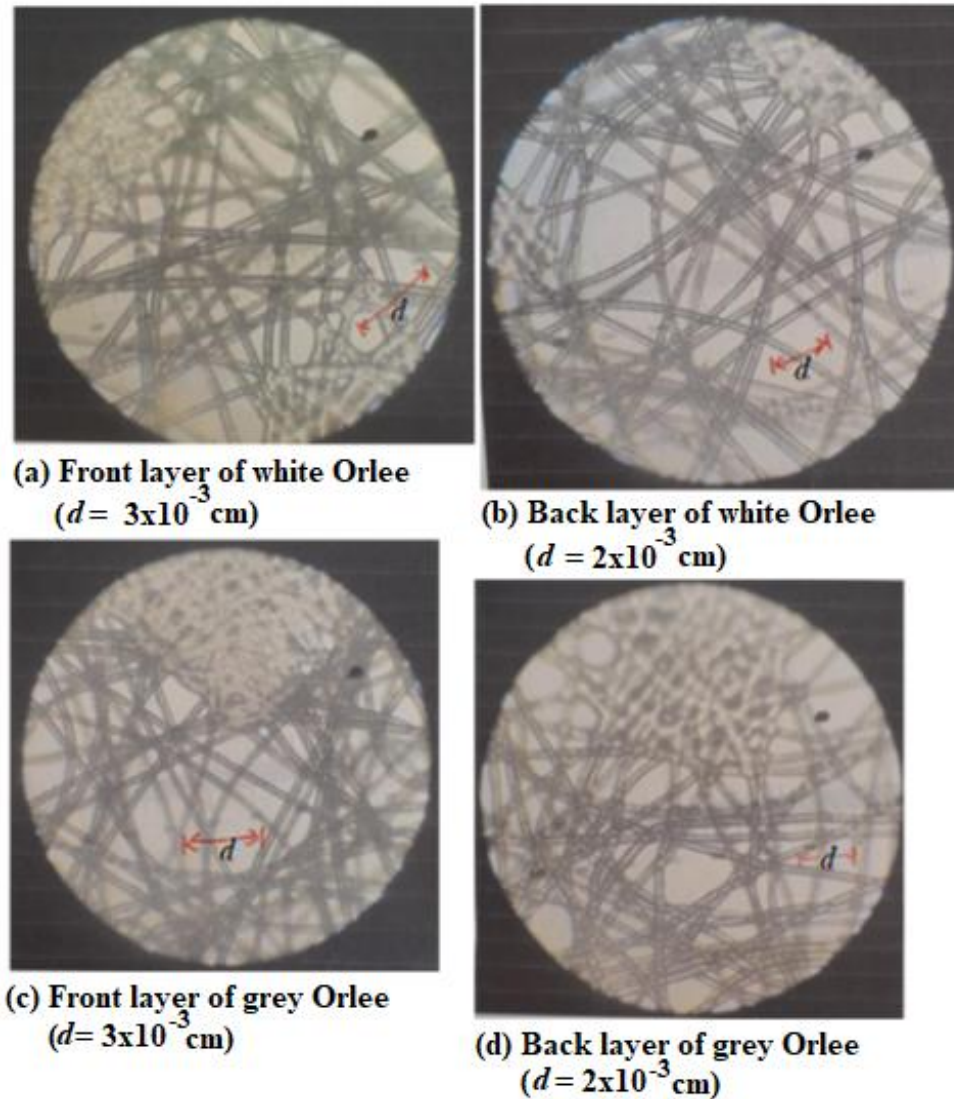 d
(a) Front layer of white Orlee
(d = 3x10⁻³cm)
d
(b) Back layer of white Orlee
(d = 2x10⁻³cm)
d
(c) Front layer of grey Orlee
(d= 3x10⁻³cm)
d
(d) Back layer of grey Orlee
(d = 2x10⁻³cm)